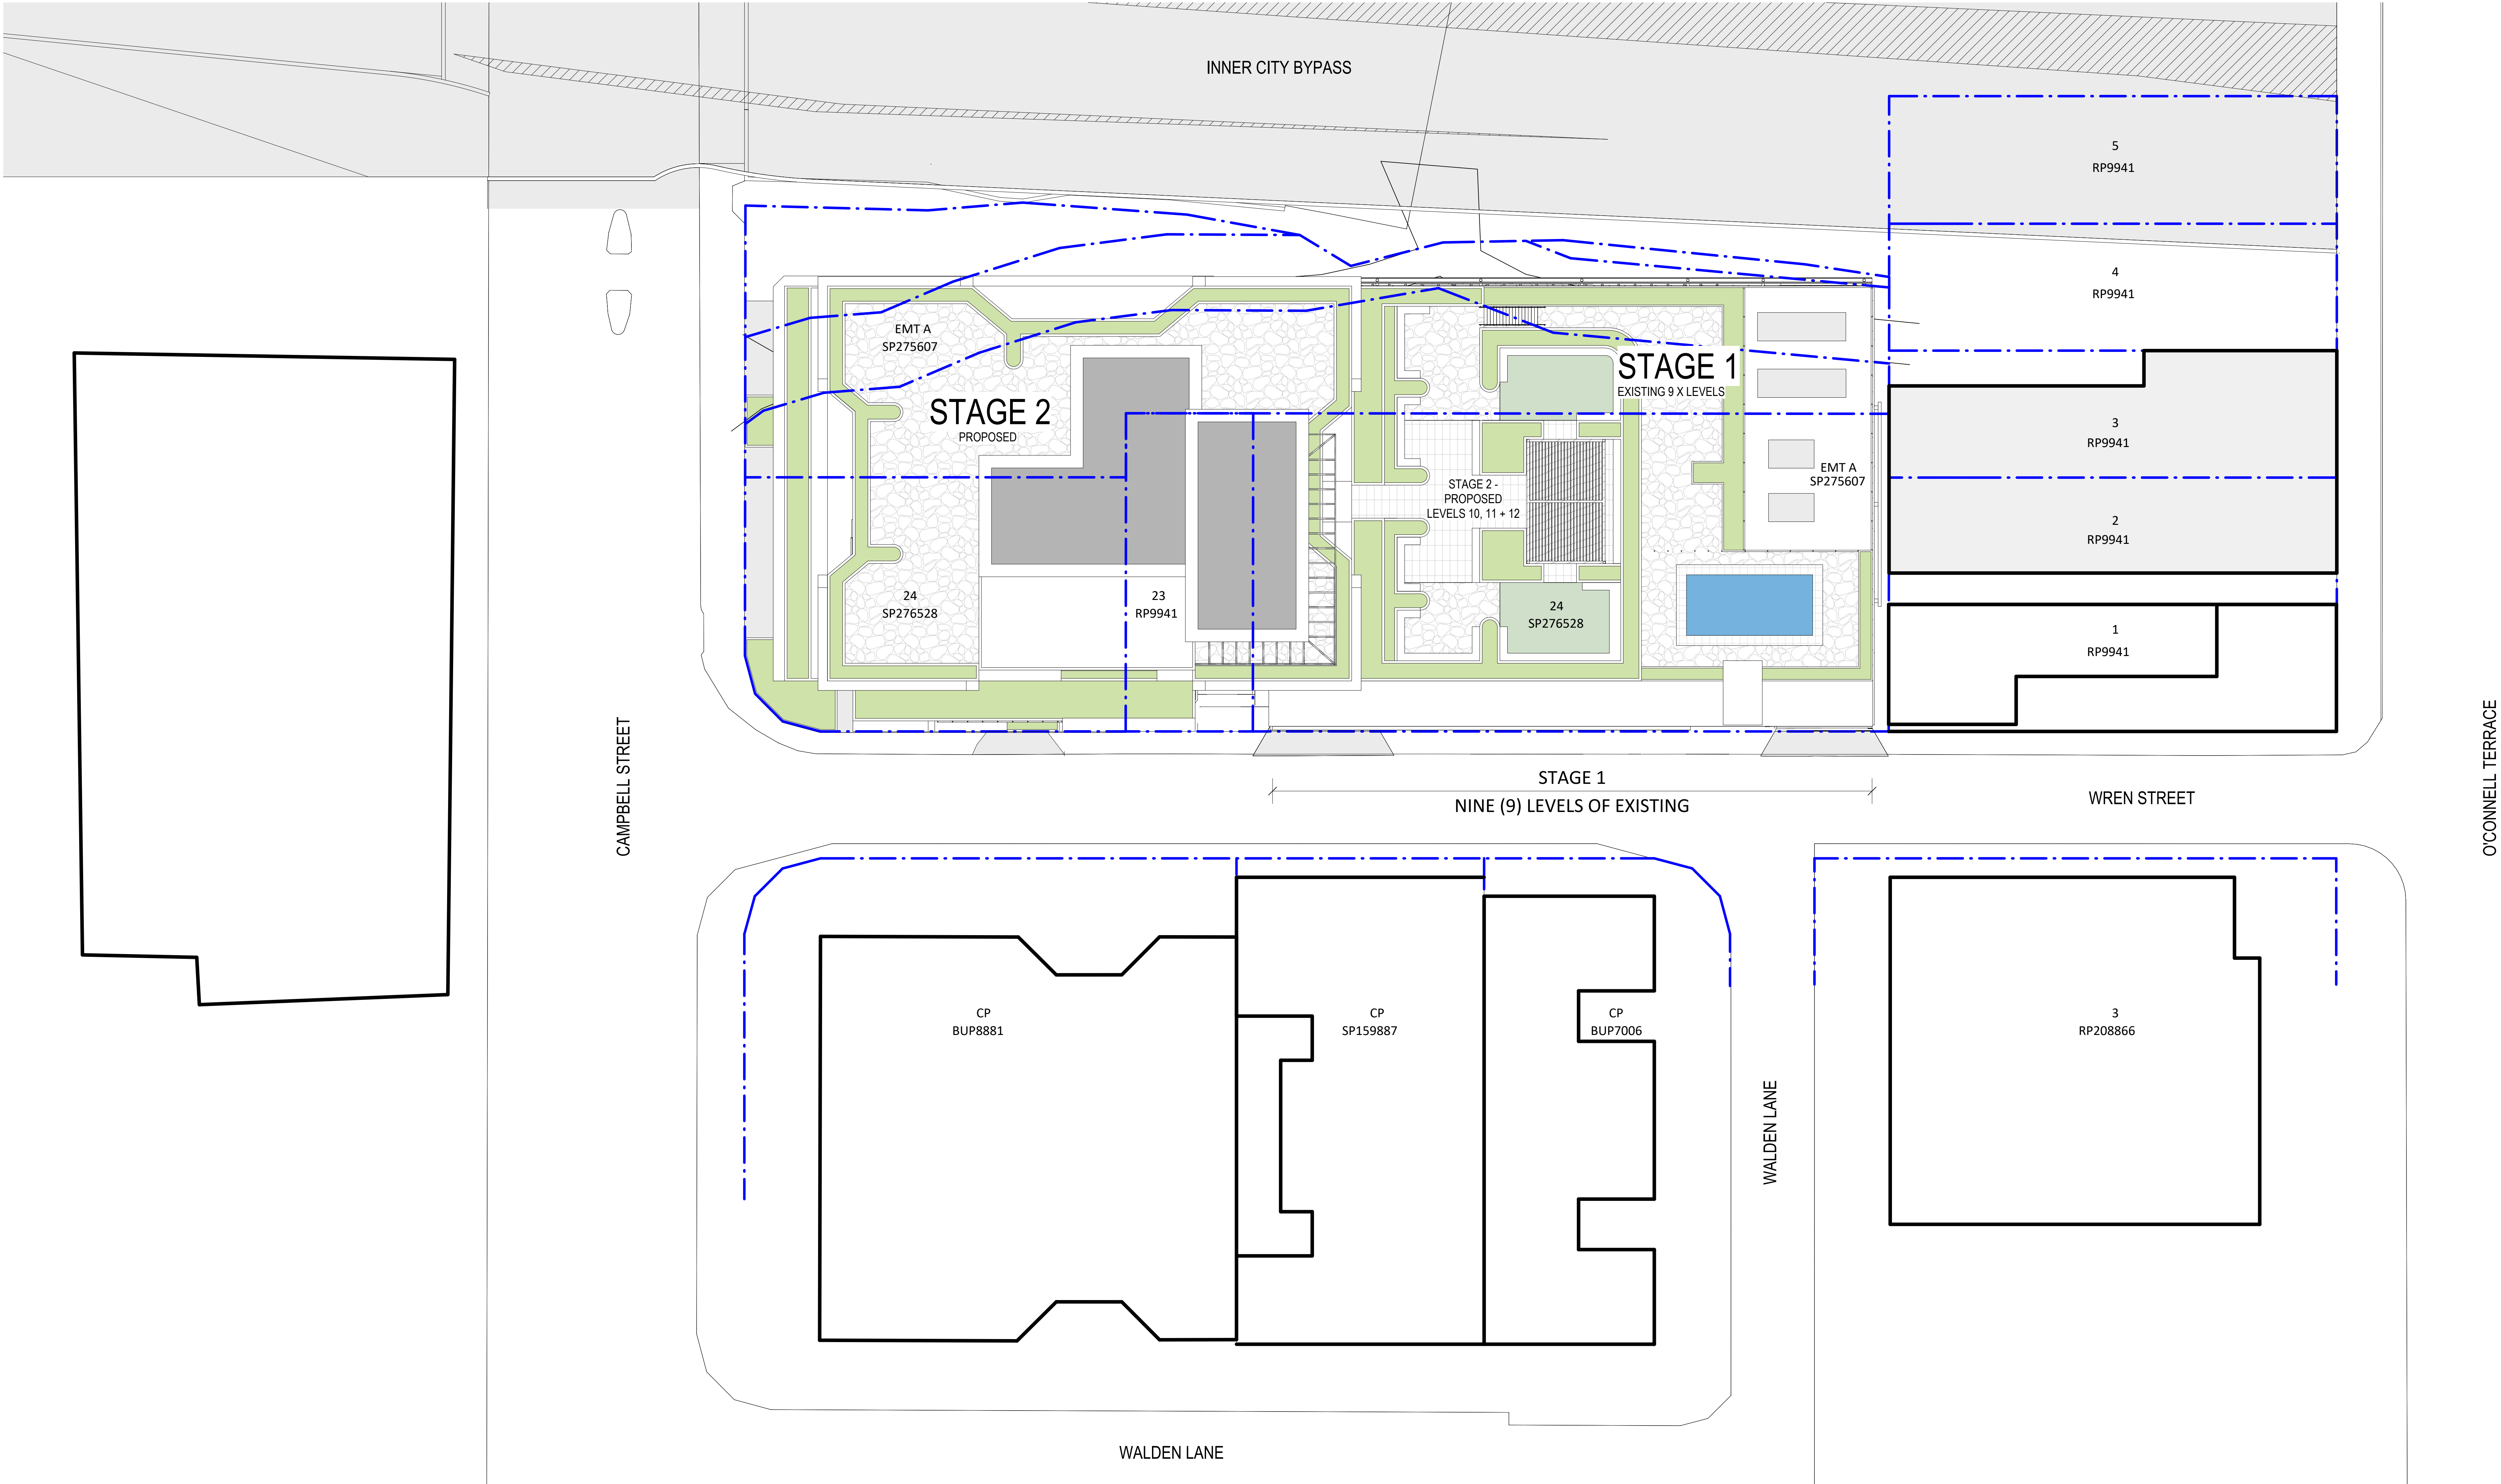 INNER CITY BYPASS
5
RP9941
4
RP9941
EMT A
SP275607
STAGE 2
PROPOSED
STAGE 1
EXISTING 9 X LEVELS
3
RP9941
EMT A
SP275607
STAGE 2 -
PROPOSED
LEVELS 10, 11 + 12
2
RP9941
24
SP276528
23
RP9941
24
SP276528
1
RP9941
CAMPBELL STREET
STAGE 1
NINE (9) LEVELS OF EXISTING
WREN STREET
O'CONNELL TERRACE
CP
BUP8881
CP
SP159887
CP
BUP7006
3
RP208866
WALDEN LANE
WALDEN LANE